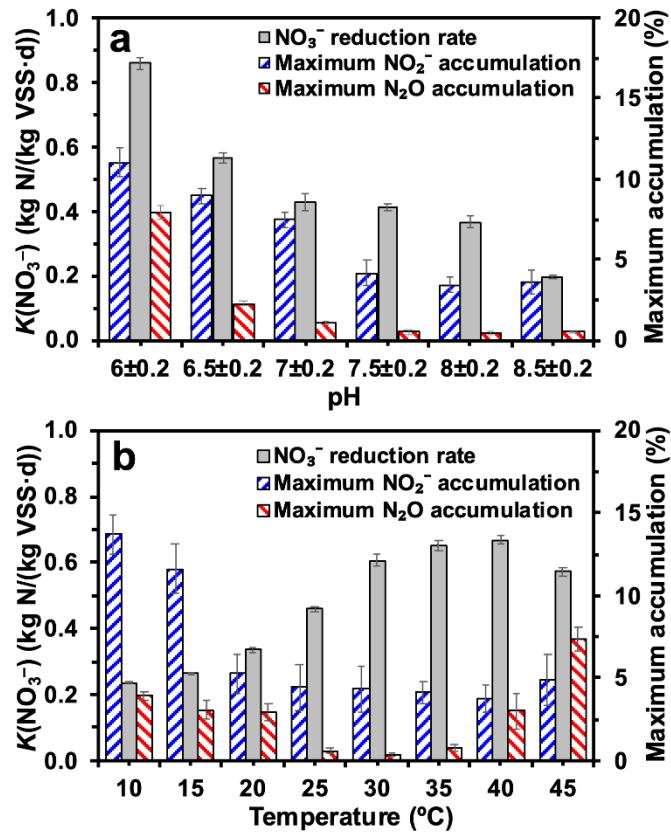 a
NO₃⁻ reduction rate
Maximum NO₂⁻ accumulation
Maximum N₂O accumulation
K(NO₃⁻) (kg N/(kg VSS·d))
1.0
0.8
0.6
0.4
0.2
0.0
20
15
10
5
0
Maximum accumulation (%)
6±0.2 6.5±0.2 7±0.2 7.5±0.2 8±0.2 8.5±0.2
pH
b
NO₃⁻ reduction rate
Maximum NO₂⁻ accumulation
Maximum N₂O accumulation
K(NO₃⁻) (kg N/(kg VSS·d))
1.0
0.8
0.6
0.4
0.2
0.0
20
15
10
5
0
Maximum accumulation (%)
10 15 20 25 30 35 40 45
Temperature (ºC)